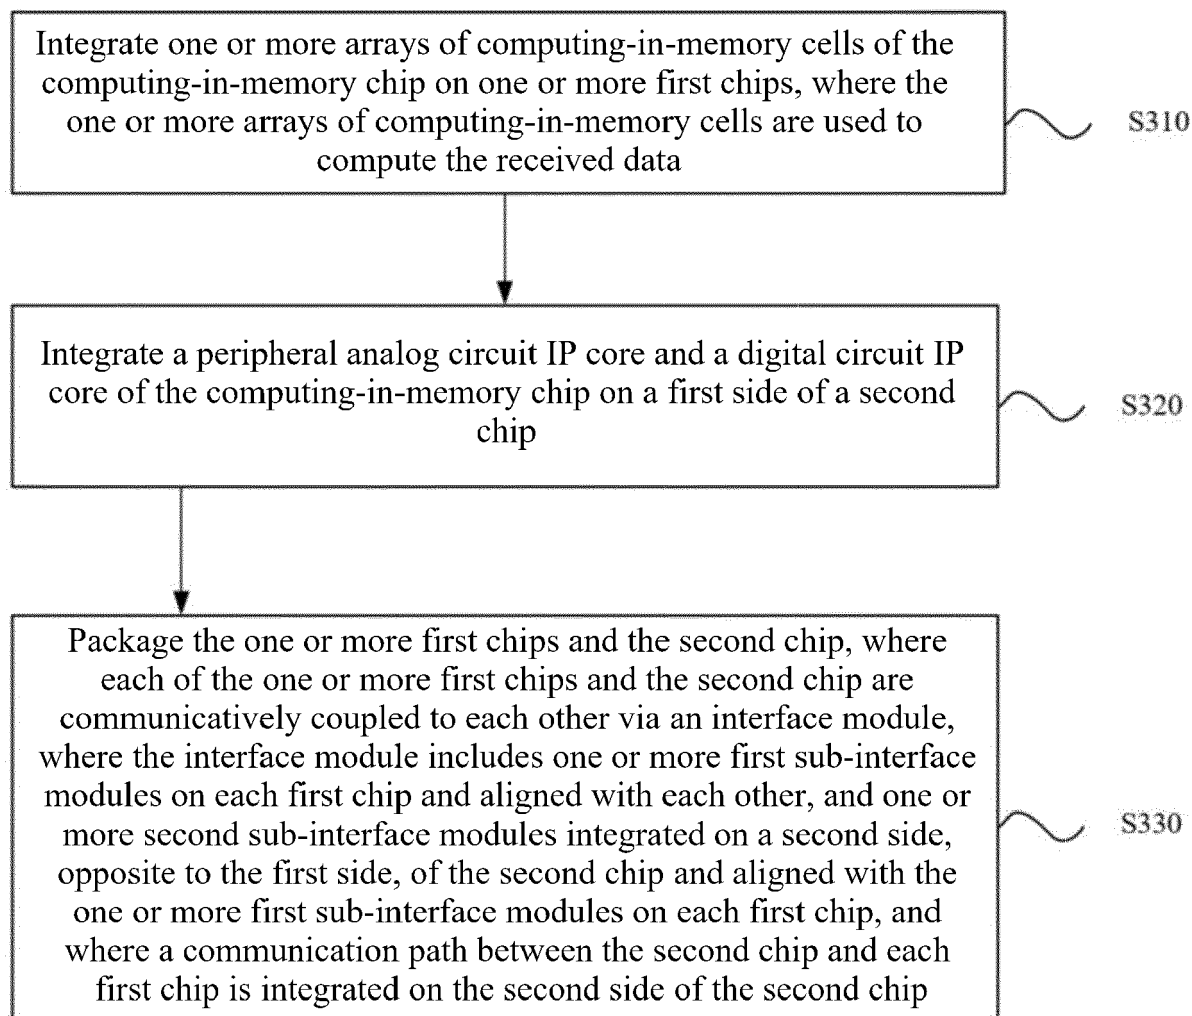 Integrate one or more arrays of computing-in-memory cells of the
computing-in-memory chip on one or more first chips, where the
one or more arrays of computing-in-memory cells are used to
compute the received data
S310
Integrate a peripheral analog circuit IP core and a digital circuit IP
core of the computing-in-memory chip on a first side of a second
chip
S320
Package the one or more first chips and the second chip, where
each of the one or more first chips and the second chip are
communicatively coupled to each other via an interface module,
where the interface module includes one or more first sub-interface
modules on each first chip and aligned with each other, and one or
more second sub-interface modules integrated on a second side,
opposite to the first side, of the second chip and aligned with the
one or more first sub-interface modules on each first chip, and
where a communication path between the second chip and each
first chip is integrated on the second side of the second chip
S330